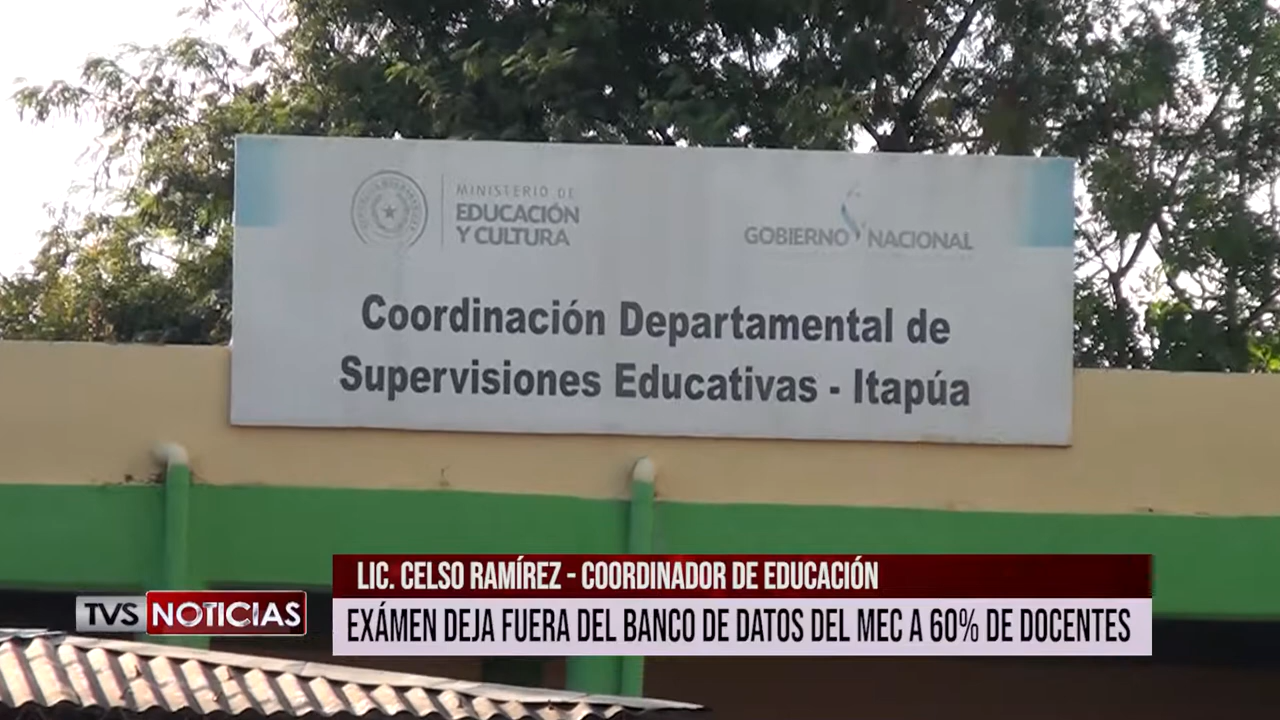 MINISTERIO DE
EDUCACIÓN
Y CULTURA
GOBIERNO NACIONAL
Coordinación Departamental de
Supervisiones Educativas - Itapúa
LIC. CELSO RAMÍREZ - COORDINADOR DE EDUCACIÓN
TVS NOTICIAS
EXÁMEN DEJA FUERA DEL BANCO DE DATOS DEL MEC A 60% DE DOCENTES